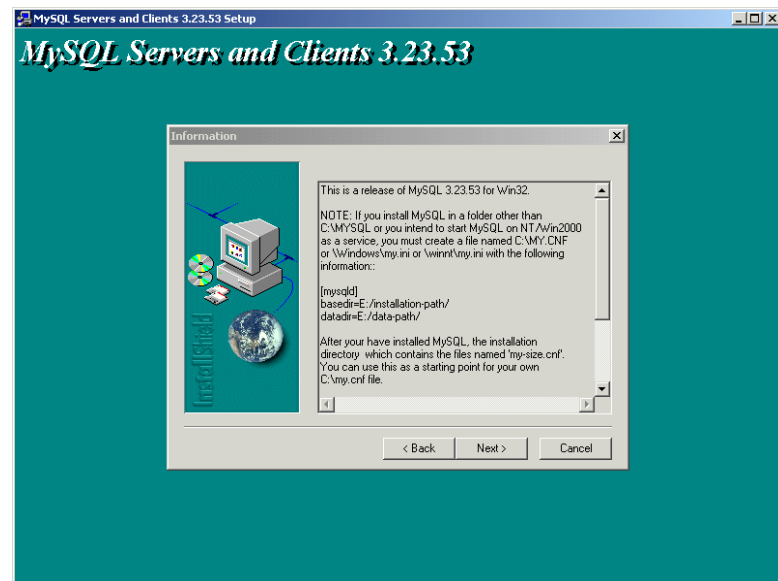 MySQL Servers and Clients 3.23.53 Setup
MySQL Servers and Clients 3.23.53
Information
This is a release of MySQL 3.23.53 for Win32.
NOTE: If you install MySQL in a folder other than
C:\MYSQL or you intend to start MySQL on NT/Win2000
as a service, you must create a file named C:\MY.CNF
or \Windows\my.ini or \winnt\my.ini with the following
information::
[mysqld]
basedir=E:/installation-path/
datadir=E:/data-path/
After your have installed MySQL, the installation
directory  which contains the files named 'my-size.cnf'.
You can use this as a starting point for your own
C:\my.cnf file.
InstallShield
< Back
Next >
Cancel